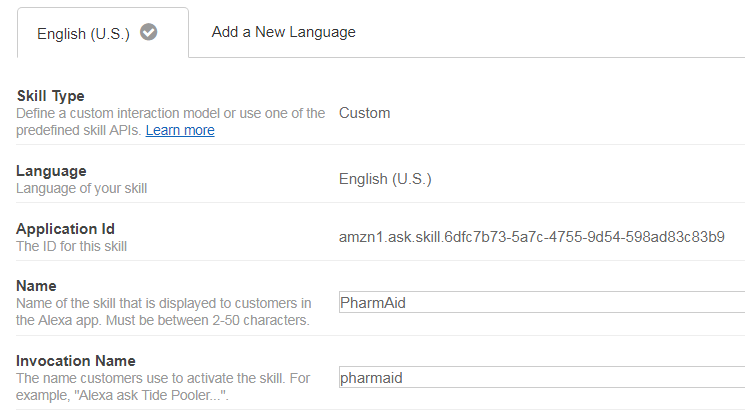 English (U.S.) Add a New Language
Skill Type
Define a custom interaction model or use one of the
predefined skill APIs. Learn more
Custom
Language
Language of your skill
English (U.S.)
Application Id
The ID for this skill
amzn1.ask.skill.6dfc7b73-5a7c-4755-9d54-598ad83c83b9
Name
Name of the skill that is displayed to customers in
the Alexa app. Must be between 2-50 characters.
PharmAid
Invocation Name
The name customers use to activate the skill. For
example, "Alexa ask Tide Pooler...".
pharmaid